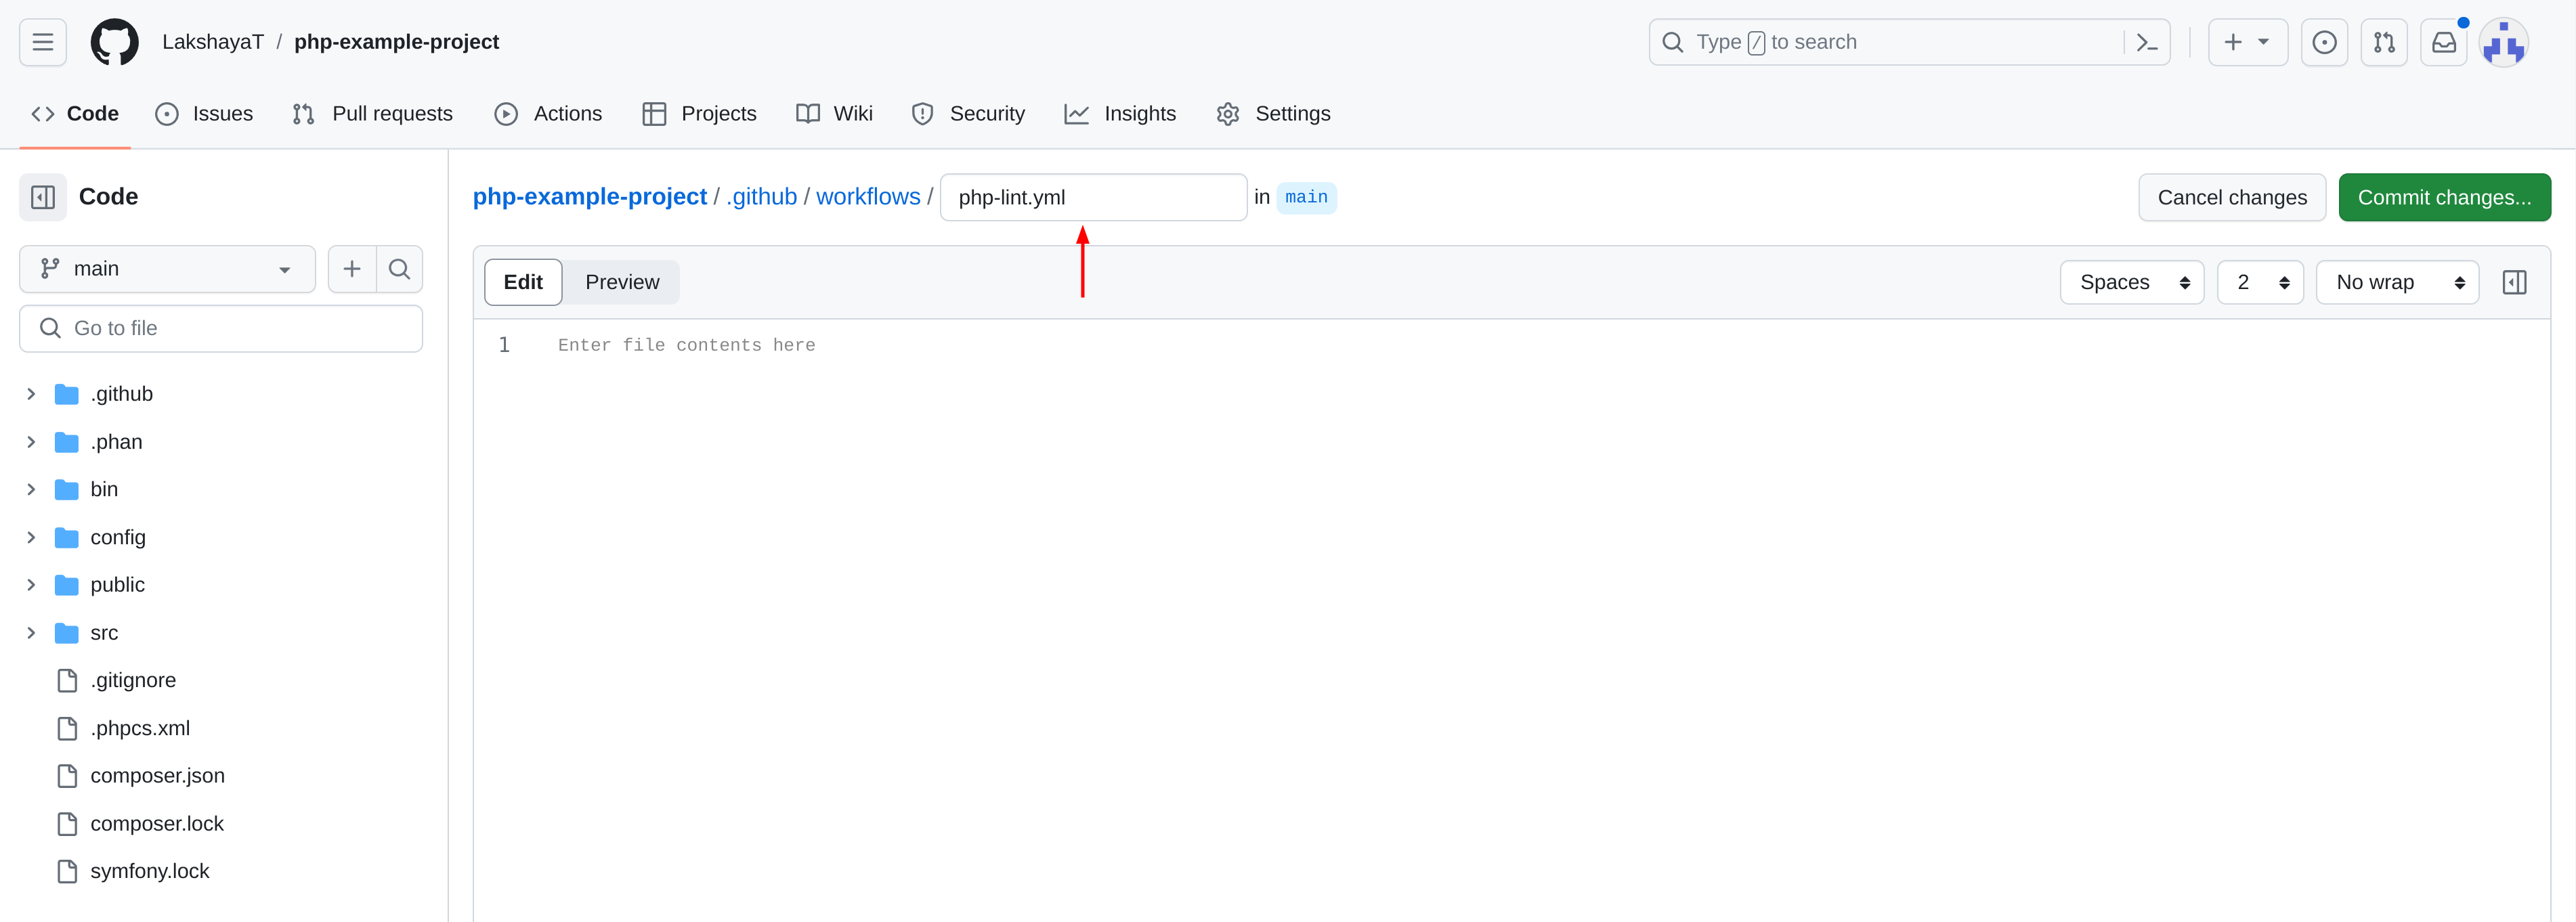 LakshayaT / php-example-project
Type / to search
Code Issues Pull requests Actions Projects Wiki Security Insights Settings
Code
php-example-project / .github / workflows / php-lint.yml in main
Cancel changes Commit changes...
main
Go to file
Edit Preview
Spaces 2 No wrap
1 Enter file contents here
.github
.phan
bin
config
public
src
.gitignore
.phpcs.xml
composer.json
composer.lock
symfony.lock